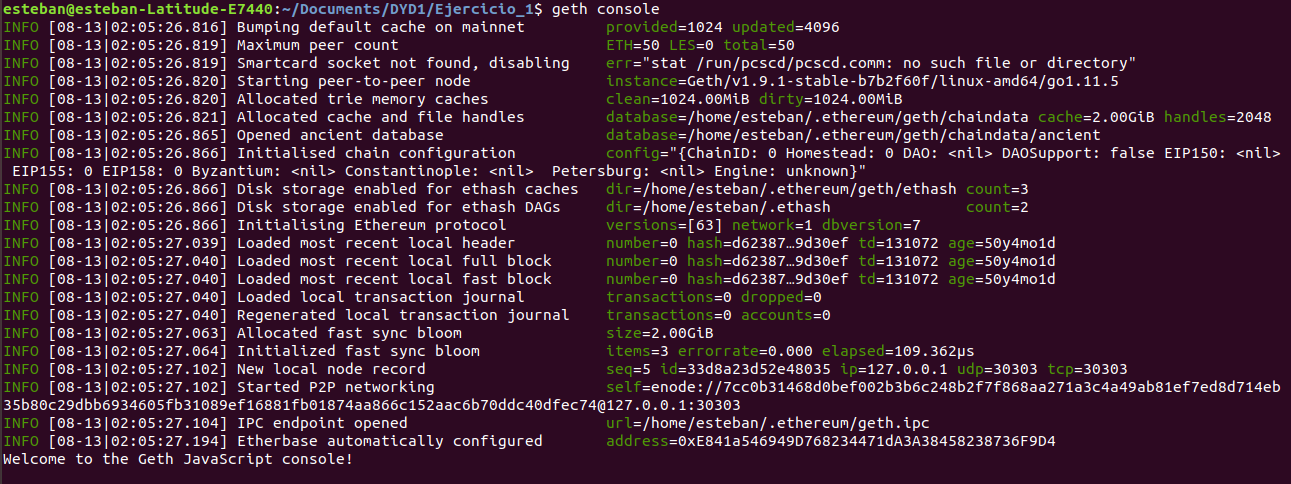 esteban@esteban-Latitude-E7440:~/Documents/DYD1/Ejercicio_1$ geth console
INFO [08-13|02:05:26.816] Bumping default cache on mainnet         provided=1024 updated=4096
INFO [08-13|02:05:26.819] Maximum peer count                       ETH=50 LES=0 total=50
INFO [08-13|02:05:26.819] Smartcard socket not found, disabling    err="stat /run/pcscd/pcscd.comm: no such file or directory"
INFO [08-13|02:05:26.820] Starting peer-to-peer node               instance=Geth/v1.9.1-stable-b7b2f60f/linux-amd64/go1.11.5
INFO [08-13|02:05:26.820] Allocated trie memory caches             clean=1024.00MiB dirty=1024.00MiB
INFO [08-13|02:05:26.821] Allocated cache and file handles         database=/home/esteban/.ethereum/geth/chaindata cache=2.00GiB handles=2048
INFO [08-13|02:05:26.865] Opened ancient database                  database=/home/esteban/.ethereum/geth/chaindata/ancient
INFO [08-13|02:05:26.866] Initialised chain configuration          config="{ChainID: 0 Homestead: 0 DAO: <nil> DAOSupport: false EIP150: <nil>
 EIP155: 0 EIP158: 0 Byzantium: <nil> Constantinople: <nil>  Petersburg: <nil> Engine: unknown}"
INFO [08-13|02:05:26.866] Disk storage enabled for ethash caches   dir=/home/esteban/.ethereum/geth/ethash count=3
INFO [08-13|02:05:26.866] Disk storage enabled for ethash DAGs     dir=/home/esteban/.ethash               count=2
INFO [08-13|02:05:26.866] Initialising Ethereum protocol           versions=[63] network=1 dbversion=7
INFO [08-13|02:05:27.039] Loaded most recent local header          number=0 hash=d62387…9d30ef td=131072 age=50y4mo1d
INFO [08-13|02:05:27.040] Loaded most recent local full block      number=0 hash=d62387…9d30ef td=131072 age=50y4mo1d
INFO [08-13|02:05:27.040] Loaded most recent local fast block      number=0 hash=d62387…9d30ef td=131072 age=50y4mo1d
INFO [08-13|02:05:27.040] Loaded local transaction journal         transactions=0 dropped=0
INFO [08-13|02:05:27.040] Regenerated local transaction journal    transactions=0 accounts=0
INFO [08-13|02:05:27.063] Allocated fast sync bloom                size=2.00GiB
INFO [08-13|02:05:27.064] Initialized fast sync bloom              items=3 errorrate=0.000 elapsed=109.362µs
INFO [08-13|02:05:27.102] New local node record                    seq=5 id=33d8a23d52e48035 ip=127.0.0.1 udp=30303 tcp=30303
INFO [08-13|02:05:27.102] Started P2P networking                   self=enode://7cc0b31468d0bef002b3b6c248b2f7f868aa271a3c4a49ab81ef7ed8d714eb
35b80c29dbb6934605fb31089ef16881fb01874aa866c152aac6b70ddc40dfec74@127.0.0.1:30303
INFO [08-13|02:05:27.104] IPC endpoint opened                      url=/home/esteban/.ethereum/geth.ipc
INFO [08-13|02:05:27.194] Etherbase automatically configured       address=0xE841a546949D768234471dA3A38458238736F9D4
Welcome to the Geth JavaScript console!